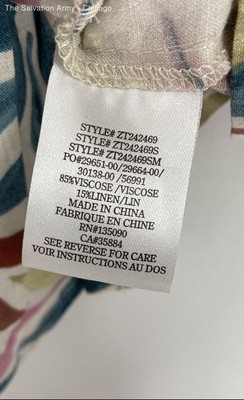 The Salvation Army - Chicago
STYLE# ZT242469
STYLE# ZT242469S
STYLE# ZT242469SM
PO#29651-00/29664-00/
30138-00 /56991
85%VISCOSE /VISCOSE
15%LINEN/LIN
MADE IN CHINA
FABRIQUE EN CHINE
RN#135090
CA#35884
SEE REVERSE FOR CARE
VOIR INSTRUCTIONS AU DOS